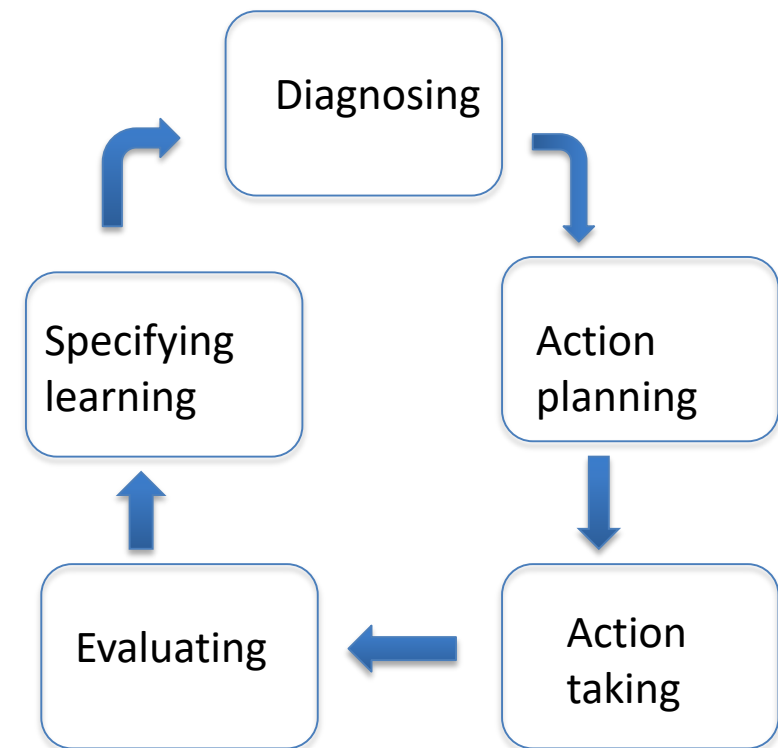 Diagnosing
Action
planning
Action
taking
Evaluating
Specifying
learning